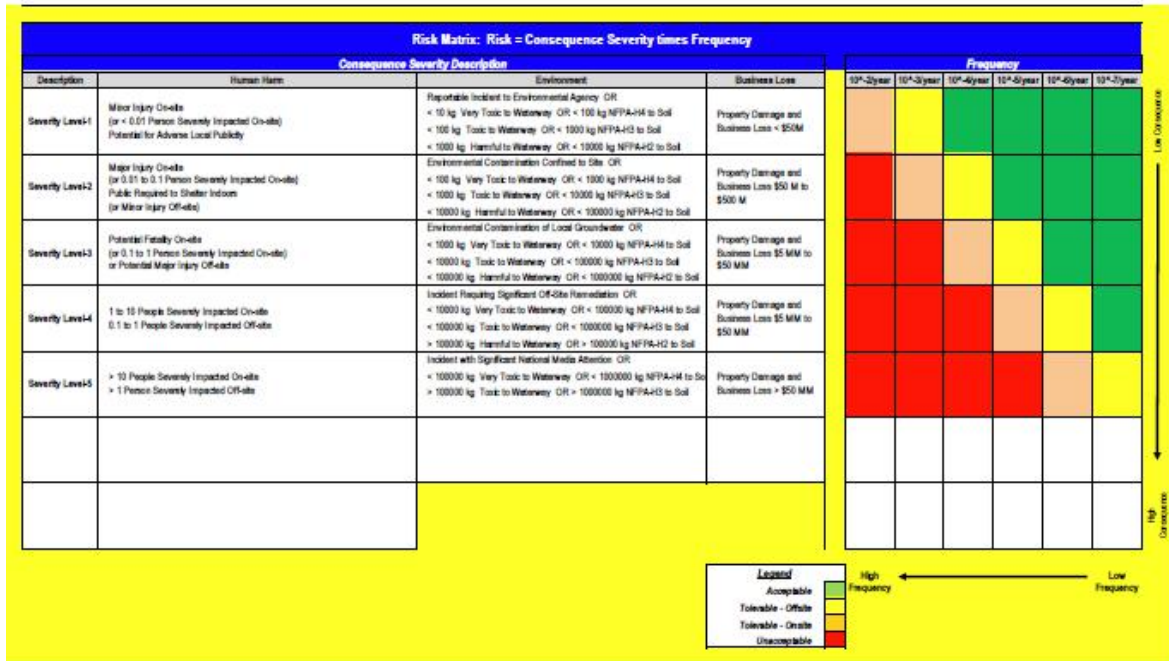 Risk Matrix: Risk = Consequence Severity times Frequency
Consequence Severity Description
Frequency
Description
Human Harm
Environment
Business Loss
10^-2/year
10^-3/year
10^-4/year
10^-5/year
10^-6/year
10^-7/year
Severity Level-1
Minor Injury On-site
(or < 0.01 Person Severely Impacted On-site)
Potential for Adverse Local Publicity
Reportable Incident to Environmental Agency OR
< 10 kg Very Toxic to Waterway OR < 100 kg NFPA-H4 to Soil
< 100 kg Toxic to Waterway OR < 1000 kg NFPA-H3 to Soil
< 1000 kg Harmful to Waterway OR < 10000 kg NFPA-H2 to Soil
Property Damage and
Business Loss < $50M
Severity Level-2
Major Injury On-site
(or 0.01 to 0.1 Person Severely Impacted On-site)
Public Required to Shelter Indoors
(or Minor Injury Off-site)
Environmental Contamination Confined to Site OR
< 100 kg Very Toxic to Waterway OR < 1000 kg NFPA-H4 to Soil
< 1000 kg Toxic to Waterway OR < 10000 kg NFPA-H3 to Soil
< 10000 kg Harmful to Waterway OR < 100000 kg NFPA-H2 to Soil
Property Damage and
Business Loss $50 M to
$500 M
Severity Level-3
Potential Fatality On-site
(or 0.1 to 1 Person Severely Impacted On-site)
or Potential Major Injury Off-site
Environmental Contamination of Local Groundwater OR
< 1000 kg Very Toxic to Waterway OR < 10000 kg NFPA-H4 to Soil
< 10000 kg Toxic to Waterway OR < 100000 kg NFPA-H3 to Soil
< 100000 kg Harmful to Waterway OR < 1000000 kg NFPA-H2 to Soil
Property Damage and
Business Loss $5 MM to
$50 MM
Severity Level-4
1 to 10 People Severely Impacted On-site
0.1 to 1 People Severely Impacted Off-site
Incident Requiring Significant Off-Site Remediation OR
< 10000 kg Very Toxic to Waterway OR < 100000 kg NFPA-H4 to Soil
< 100000 kg Toxic to Waterway OR < 1000000 kg NFPA-H3 to Soil
> 100000 kg Harmful to Waterway OR > 1000000 kg NFPA-H2 to Soil
Property Damage and
Business Loss $5 MM to
$50 MM
Severity Level-5
> 10 People Severely Impacted On-site
> 1 Person Severely Impacted Off-site
Incident with Significant National Media Attention OR
< 100000 kg Very Toxic to Waterway OR < 1000000 kg NFPA-H4 to So
> 100000 kg Toxic to Waterway OR > 1000000 kg NFPA-H3 to Soil
Property Damage and
Business Loss > $50 MM
Low Consequence
High
Consequence
Legend
Acceptable
Tolerable - Offsite
Tolerable - Onsite
Unacceptable
High
Frequency
Low
Frequency